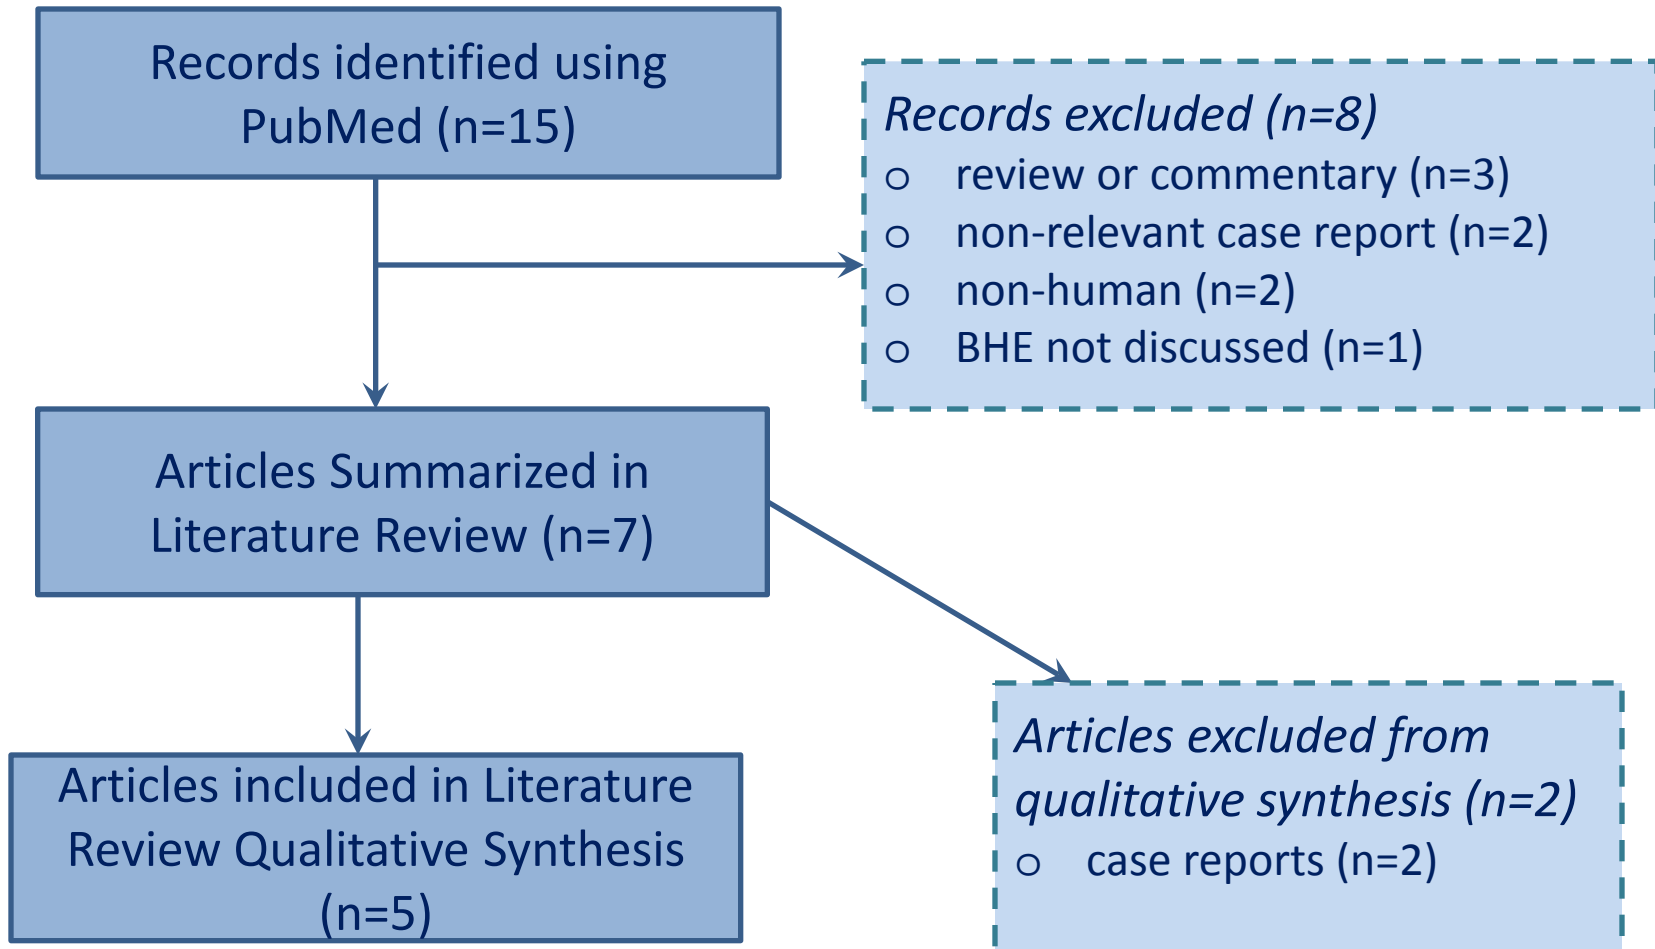 Records identified using
PubMed (n=15)
Records excluded (n=8)
o review or commentary (n=3)
o non-relevant case report (n=2)
o non-human (n=2)
o BHE not discussed (n=1)
Articles Summarized in
Literature Review (n=7)
Articles excluded from
qualitative synthesis (n=2)
o case reports (n=2)
Articles included in Literature
Review Qualitative Synthesis
(n=5)